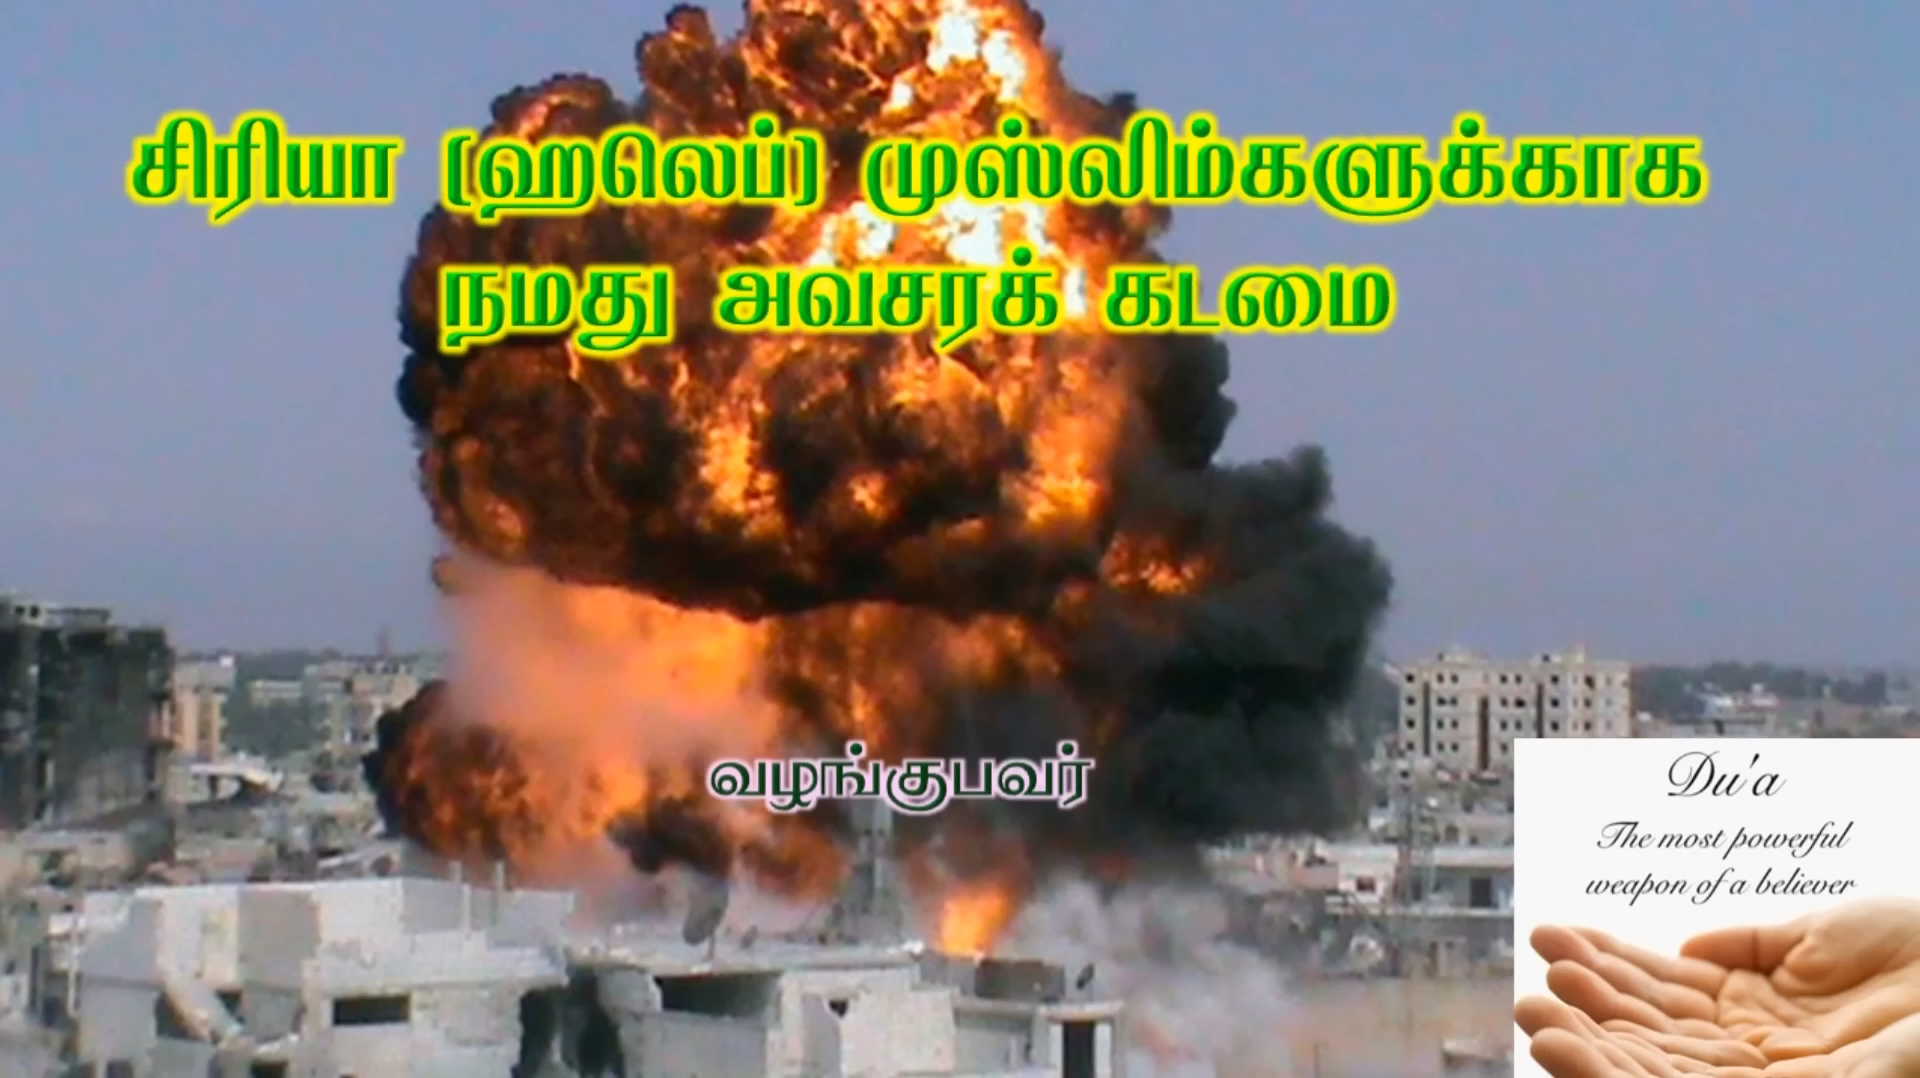 சிரியா (ஹலெப்) முஸ்லிம்களுக்காக
நமது அவசரக் கடமை
வழங்குபவர்
Du'a
The most powerful
weapon of a believer